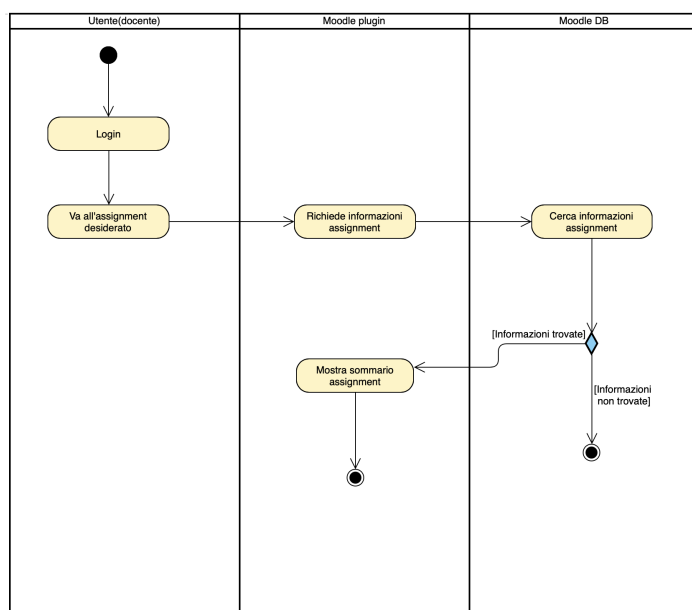 Utente(docente)
Moodle plugin
Moodle DB
Login
Va all'assignment
desiderato
Richiede informazioni
assignment
Cerca informazioni
assignment
[Informazioni trovate]
Mostra sommario
assignment
[Informazioni
non trovate]